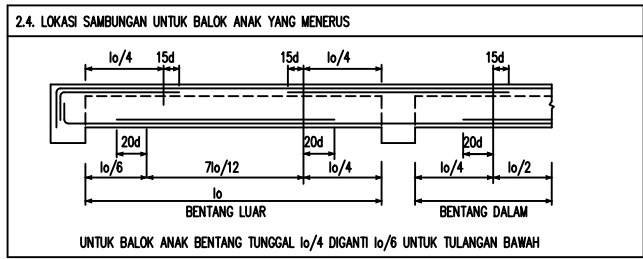 2.4. LOKASI SAMBUNGAN UNTUK BALOK ANAK YANG MENERUS
lo/4 15d 15d lo/4 15d
20d 20d 20d
lo/6 7lo/12 lo/4 lo/4 lo/2
lo
BENTANG LUAR BENTANG DALAM
UNTUK BALOK ANAK BENTANG TUNGGAL lo/4 DIGANTI lo/6 UNTUK TULANGAN BAWAH